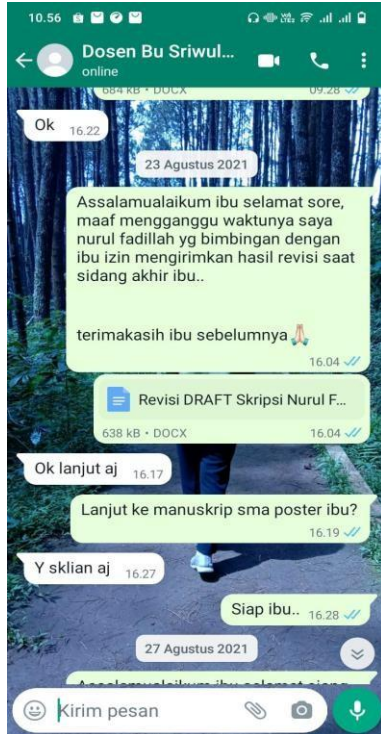 10.56
Dosen Bu Sriwul...
online
684 kB • DOCX 09.28
Ok 16.22
23 Agustus 2021
Assalamualaikum ibu selamat sore,
maaf mengganggu waktunya saya
nurul fadillah yg bimbingan dengan
ibu izin mengirimkan hasil revisi saat
sidang akhir ibu..
terimakasih ibu sebelumnya
16.04
Revisi DRAFT Skripsi Nurul F...
638 kB • DOCX 16.04
Ok lanjut aj 16.17
Lanjut ke manuskrip sma poster ibu?
16.19
Y sklian aj 16.27
Siap ibu.. 16.28
27 Agustus 2021
Assalamualaikum ibu selamat siang
Kirim pesan